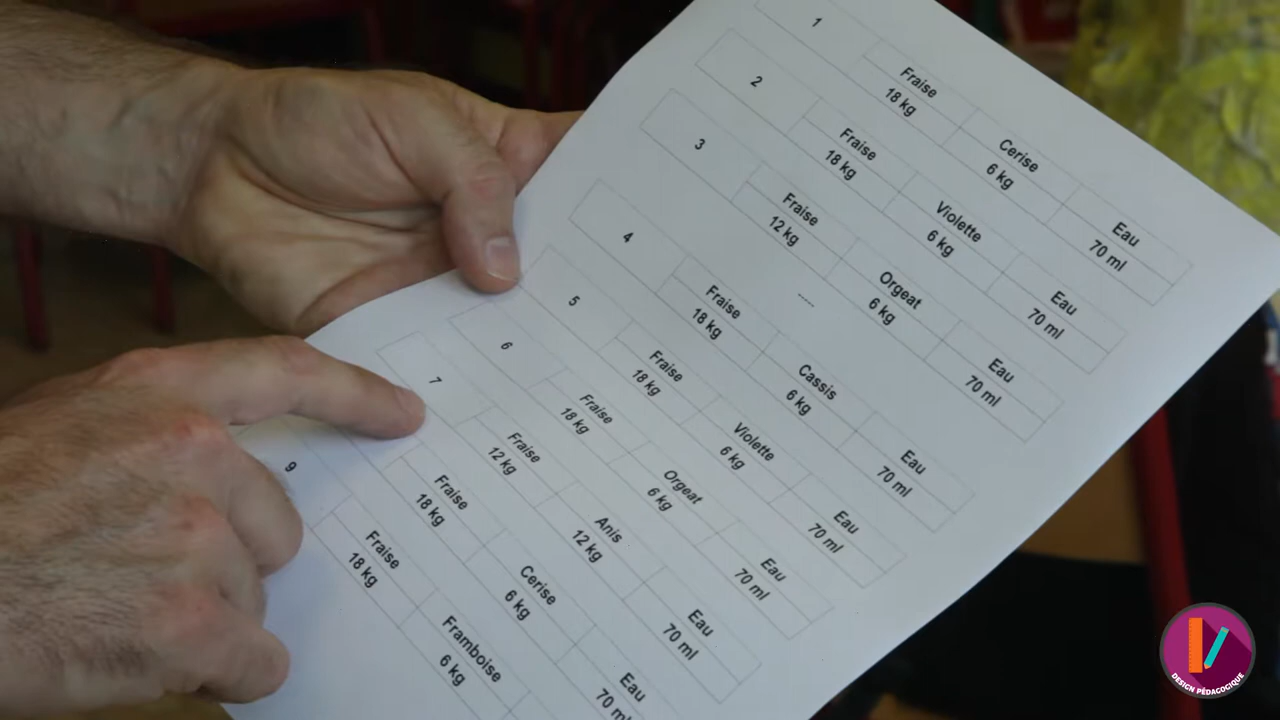 1 Fraise Cerise Eau
18 kg 6 kg 70 ml
2 Fraise Violette Eau
18 kg 6 kg 70 ml
3 Fraise Orgeat Eau
12 kg 6 kg 70 ml
-----
4 Fraise Cassis Eau
18 kg 6 kg 70 ml
5 Fraise Violette Eau
18 kg 6 kg 70 ml
6 Fraise Orgeat Eau
18 kg 6 kg 70 ml
7 Fraise Anis Eau
12 kg 12 kg 70 ml
Fraise Cerise Eau
18 kg 6 kg 70 ml
9 Fraise Framboise
18 kg 6 kg
DESIGN PÉDAGOGIQUE